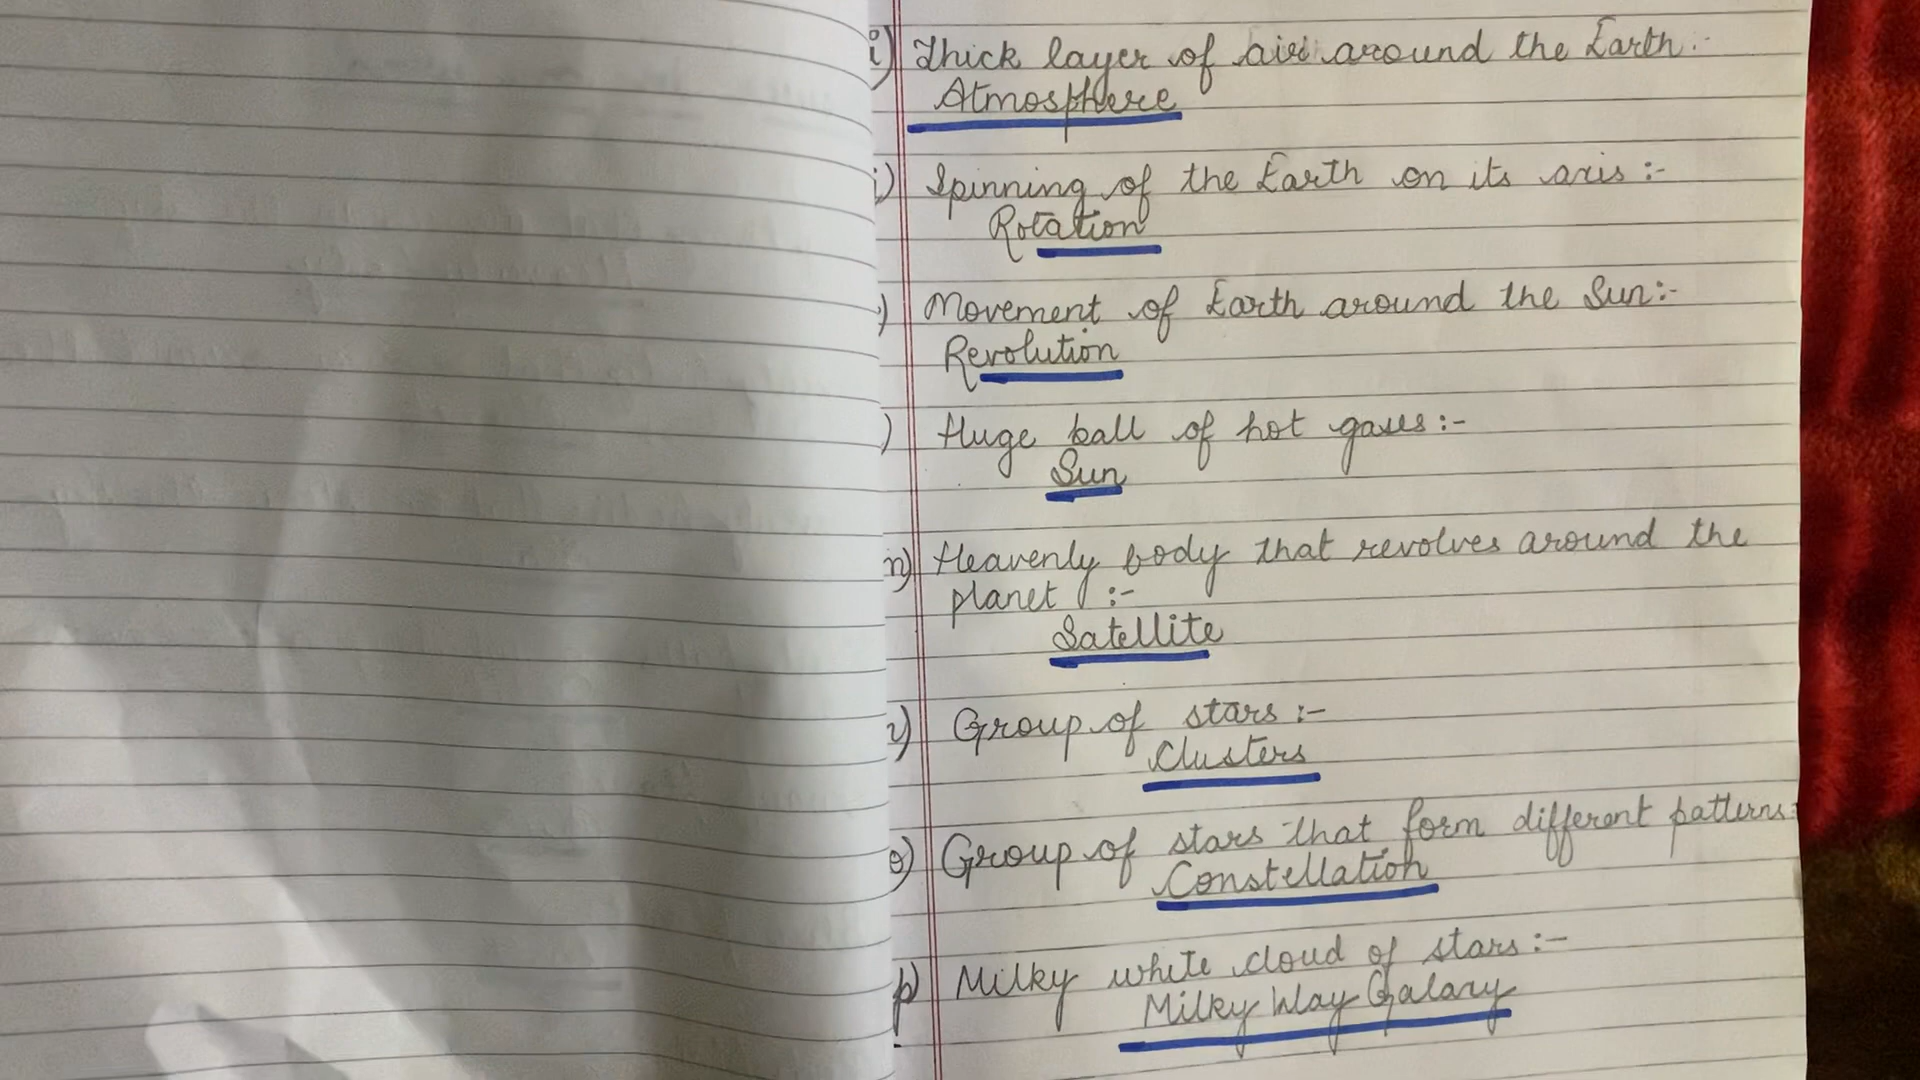 i) Thick layer of air around the Earth :-
Atmosphere
) Spinning of the Earth on its axis :-
Rotation
) Movement of Earth around the Sun :-
Revolution
) Huge ball of hot gases :-
Sun
n) Heavenly body that revolves around the
planet :-
Satellite
) Group of stars :-
Clusters
o) Group of stars that form different patterns :
Constellation
p) Milky white cloud of stars :-
Milky Way Galaxy